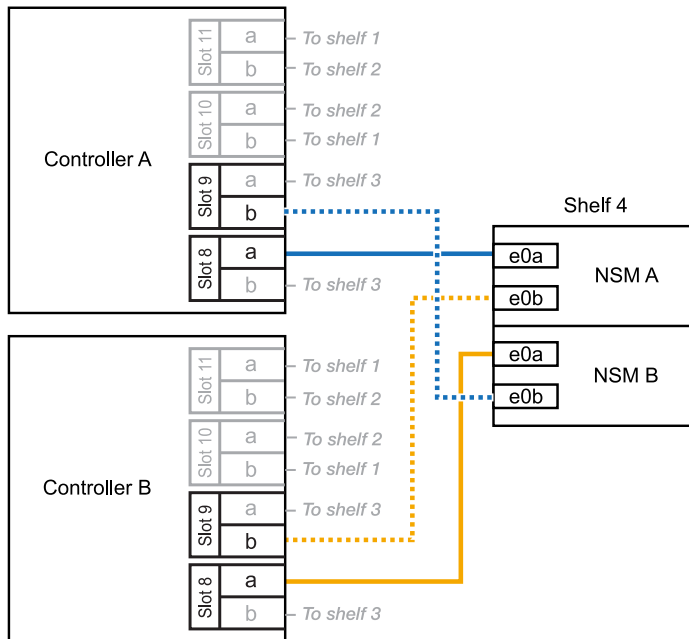 Controller A
Slot 11
a
To shelf 1
b
To shelf 2
Slot 10
a
To shelf 2
b
To shelf 1
Slot 9
a
To shelf 3
b
Slot 8
a
b
To shelf 3
Controller B
Slot 11
a
To shelf 1
b
To shelf 2
Slot 10
a
To shelf 2
b
To shelf 1
Slot 9
a
To shelf 3
b
Slot 8
a
b
To shelf 3
Shelf 4
NSM A
e0a
e0b
NSM B
e0a
e0b